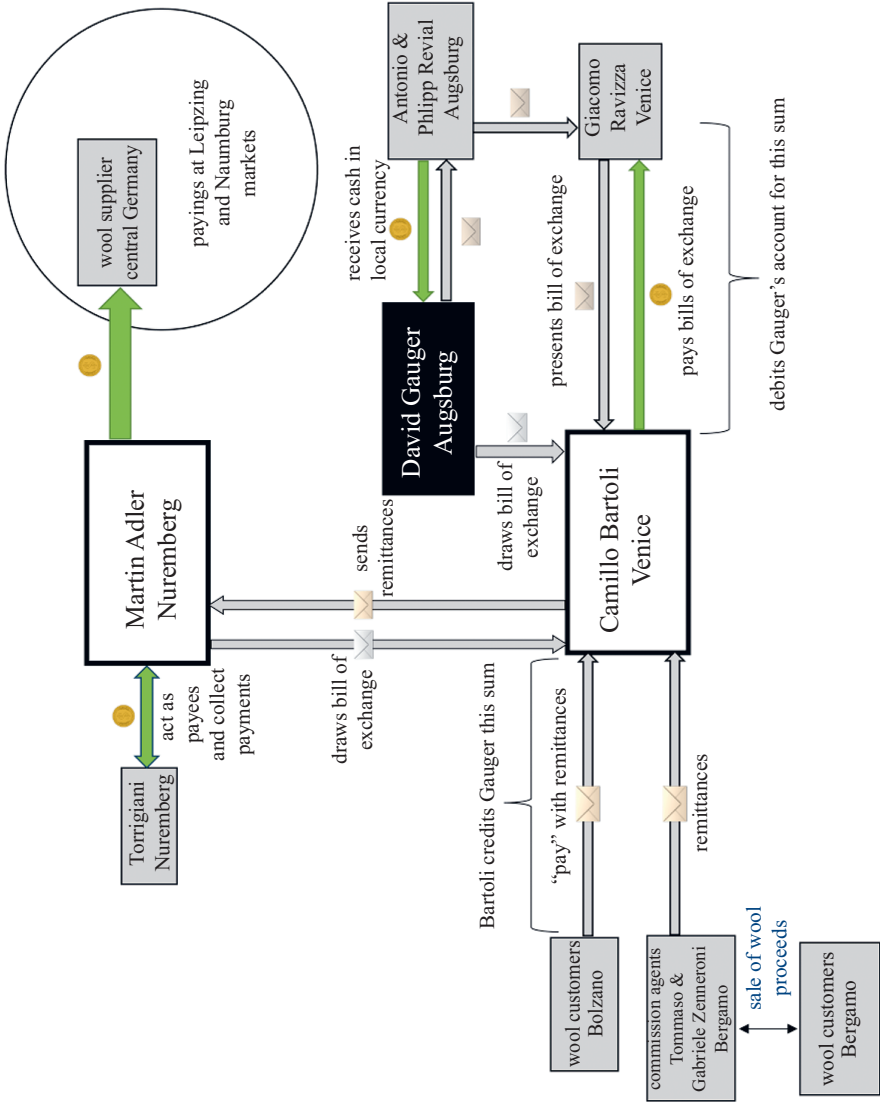 Torrigiani
Nuremberg
act as
payees
and collect
payments
Martin Adler
Nuremberg
wool supplier
central Germany
payings at Leipzing
and Naumburg
markets
draws bill of
exchange
sends
remittances
David Gauger
Augsburg
receives cash in
local currency
Antonio &
Phlipp Revial
Augsburg
draws bill of
exchange
Bartoli credits Gauger this sum
wool customers
Bolzano
“pay” with remittances
Camillo Bartoli
Venice
presents bill of exchange
pays bills of exchange
Giacomo
Ravizza
Venice
debits Gauger’s account for this sum
commission agents
Tommaso &
Gabriele Zenneroni
Bergamo
remittances
sale of wool
proceeds
wool customers
Bergamo